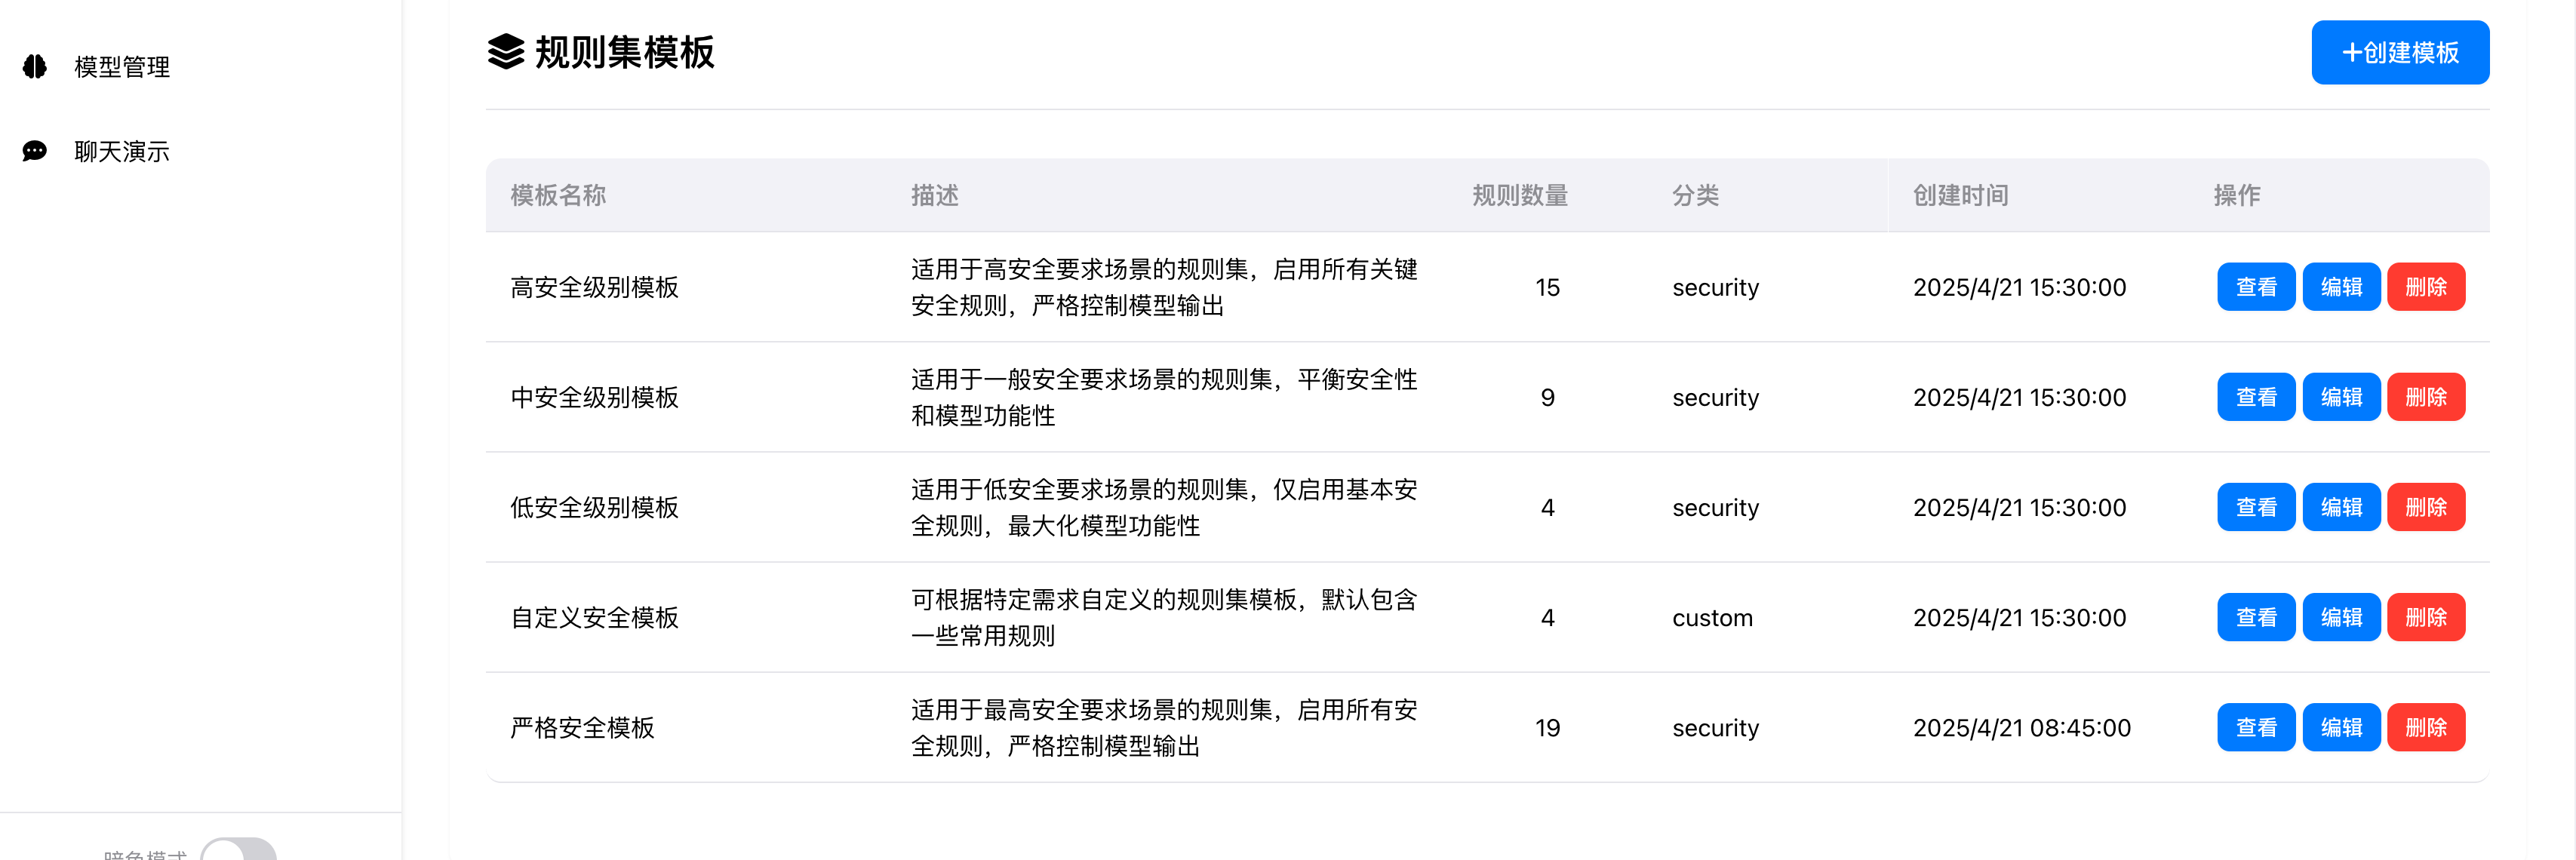 模型管理
聊天演示
规则集模板
+创建模板
模板名称 描述 规则数量 分类 创建时间 操作
高安全级别模板 适用于高安全要求场景的规则集，启用所有关键
安全规则，严格控制模型输出 15 security 2025/4/21 15:30:00 查看 编辑 删除
中安全级别模板 适用于一般安全要求场景的规则集，平衡安全性
和模型功能性 9 security 2025/4/21 15:30:00 查看 编辑 删除
低安全级别模板 适用于低安全要求场景的规则集，仅启用基本安
全规则，最大化模型功能性 4 security 2025/4/21 15:30:00 查看 编辑 删除
自定义安全模板 可根据特定需求自定义的规则集模板，默认包含
一些常用规则 4 custom 2025/4/21 15:30:00 查看 编辑 删除
严格安全模板 适用于最高安全要求场景的规则集，启用所有安
全规则，严格控制模型输出 19 security 2025/4/21 08:45:00 查看 编辑 删除
暗色模式